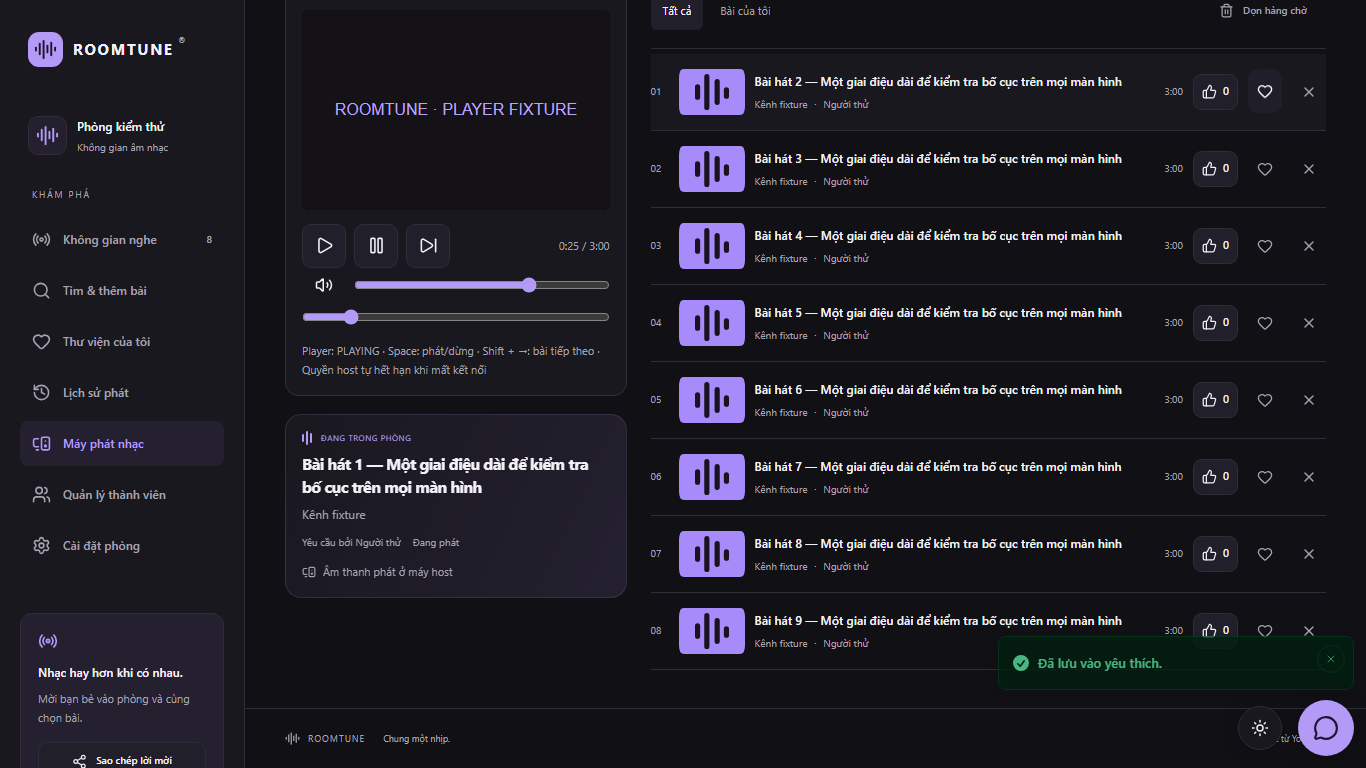 ROOMTUNE ®
Phòng kiểm thử
Không gian âm nhạc
KHÁM PHÁ
Không gian nghe 8
Tìm & thêm bài
Thư viện của tôi
Lịch sử phát
Máy phát nhạc
Quản lý thành viên
Cài đặt phòng
Nhạc hay hơn khi có nhau.
Mời bạn bè vào phòng và cùng
chọn bài.
Sao chép lời mời
ROOMTUNE · PLAYER FIXTURE
0:25 / 3:00
Player: PLAYING · Space: phát/dừng · Shift + →: bài tiếp theo ·
Quyền host tự hết hạn khi mất kết nối
ĐANG TRONG PHÒNG
Bài hát 1 — Một giai điệu dài để kiểm tra
bố cục trên mọi màn hình
Kênh fixture
Yêu cầu bởi Người thử Đang phát
Âm thanh phát ở máy host
Tất cả Bài của tôi Dọn hàng chờ
01 Bài hát 2 — Một giai điệu dài để kiểm tra bố cục trên mọi màn hình 3:00 0
Kênh fixture · Người thử
02 Bài hát 3 — Một giai điệu dài để kiểm tra bố cục trên mọi màn hình 3:00 0
Kênh fixture · Người thử
03 Bài hát 4 — Một giai điệu dài để kiểm tra bố cục trên mọi màn hình 3:00 0
Kênh fixture · Người thử
04 Bài hát 5 — Một giai điệu dài để kiểm tra bố cục trên mọi màn hình 3:00 0
Kênh fixture · Người thử
05 Bài hát 6 — Một giai điệu dài để kiểm tra bố cục trên mọi màn hình 3:00 0
Kênh fixture · Người thử
06 Bài hát 7 — Một giai điệu dài để kiểm tra bố cục trên mọi màn hình 3:00 0
Kênh fixture · Người thử
07 Bài hát 8 — Một giai điệu dài để kiểm tra bố cục trên mọi màn hình 3:00 0
Kênh fixture · Người thử
08 Bài hát 9 — Một giai điệu dài để kiểm tra bố cục trên mọi màn hình 3:00 0
Kênh fixture · Người thử
Đã lưu vào yêu thích.
ROOMTUNE Chung một nhịp. từ